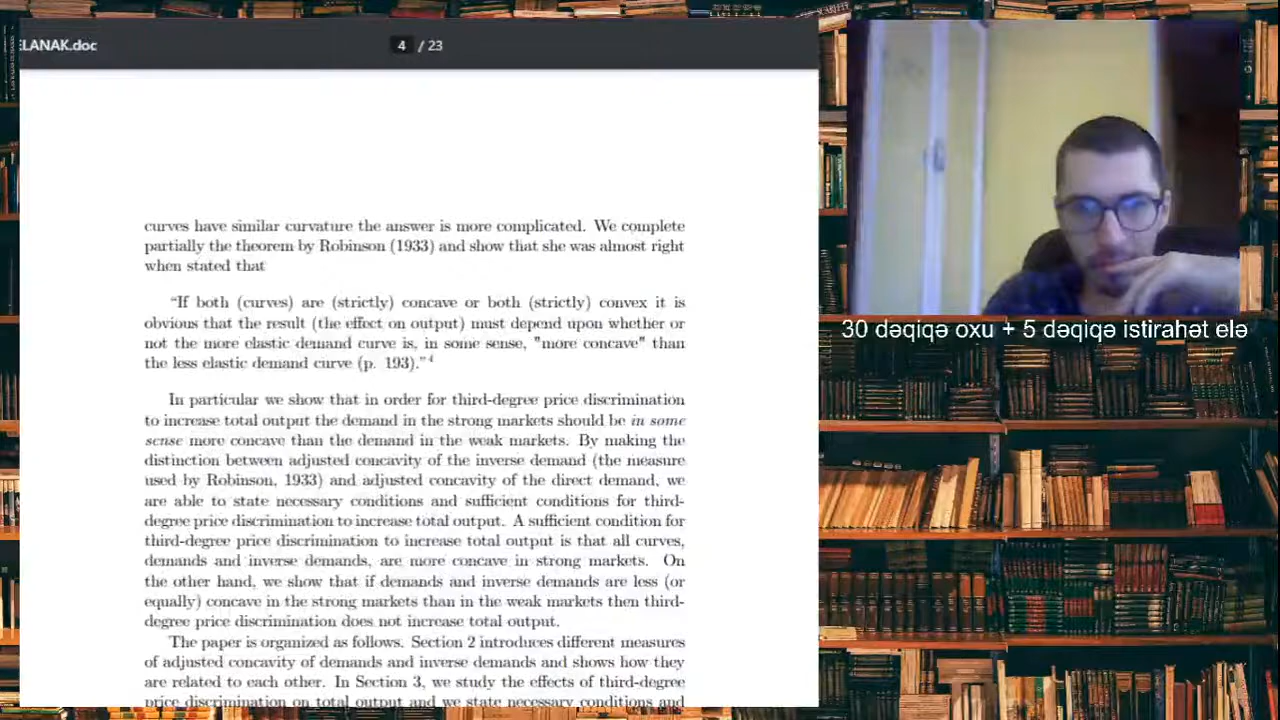 ELANAK.doc
4 / 23
curves have similar curvature the answer is more complicated. We complete
partially the theorem by Robinson (1933) and show that she was almost right
when stated that
“If both (curves) are (strictly) concave or both (strictly) convex it is
obvious that the result (the effect on output) must depend upon whether or
not the more elastic demand curve is, in some sense, "more concave" than
the less elastic demand curve (p. 193).” 4
In particular we show that in order for third-degree price discrimination
to increase total output the demand in the strong markets should be in some
sense more concave than the demand in the weak markets. By making the
distinction between adjusted concavity of the inverse demand (the measure
used by Robinson, 1933) and adjusted concavity of the direct demand, we
are able to state necessary conditions and sufficient conditions for third-
degree price discrimination to increase total output. A sufficient condition for
third-degree price discrimination to increase total output is that all curves,
demands and inverse demands, are more concave in strong markets. On
the other hand, we show that if demands and inverse demands are less (or
equally) concave in the strong markets than in the weak markets then third-
degree price discrimination does not increase total output.
The paper is organized as follows. Section 2 introduces different measures
of adjusted concavity of demands and inverse demands and shows how they
are related to each other. In Section 3, we study the effects of third-degree
on total output and we state necessary conditions and
30 dəqiqə oxu + 5 dəqiqə istirahət elə